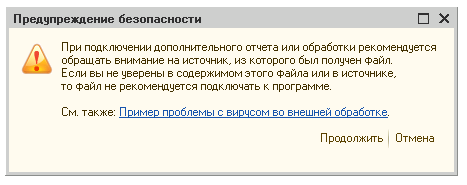 Предупреждение безопасности
При подключении дополнительного отчета или обработки рекомендуется
обращать внимание на источник, из которого был получен файл.
Если вы не уверены в содержимом этого файла или в источнике,
то файл не рекомендуется подключать к программе.
См. также: Пример проблемы с вирусом во внешней обработке.
Продолжить Отмена